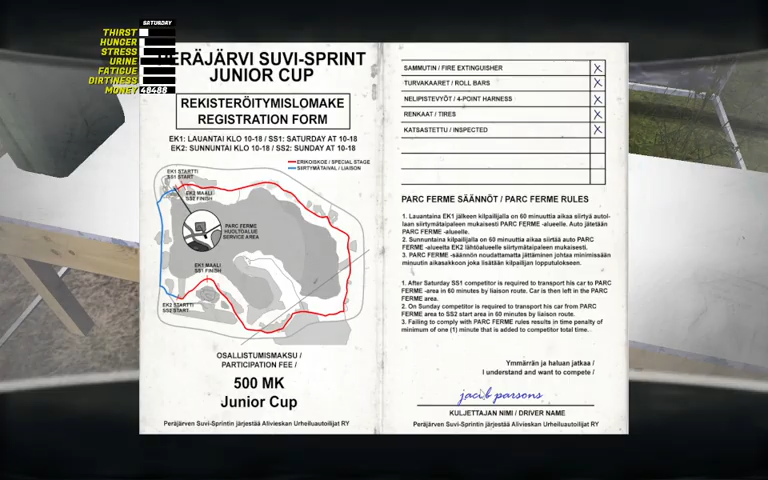 SATURDAY
THIRST
HUNGER
STRESS
URINE
FATIGUE
DIRTINESS
MONEY 48488
PERÄJÄRVI SUVI-SPRINT
JUNIOR CUP
REKISTERÖITYMISLOMAKE
REGISTRATION FORM
EK1: LAUANTAI KLO 10-18 / SS1: SATURDAY AT 10-18
EK2: SUNNUNTAI KLO 10-18 / SS2: SUNDAY AT 10-18
ERIKOISKOE / SPECIAL STAGE
SIIRTYMÄTAIVAL / LIAISON
EK1 STARTTI
SS1 START
EK2 MAALI
SS2 FINISH
PARC FERME
HUOLTOALUE
SERVICE AREA
EK1 MAALI
SS1 FINISH
EK2 STARTTI
SS2 START
OSALLISTUMISMAKSU /
PARTICIPATION FEE /
500 MK
Junior Cup
Peräjärven Suvi-Sprintin järjestää Alivieskan Urheiluautoilijat RY
SAMMUTIN / FIRE EXTINGUISHER X
TURVAKAARET / ROLL BARS X
NELIPISTEVYÖT / 4-POINT HARNESS X
RENKAAT / TIRES X
KATSASTETTU / INSPECTED X
PARC FERME SÄÄNNÖT / PARC FERME RULES
1. Lauantaina EK1 jälkeen kilpailijalla on 60 minuuttia aikaa siirtyä autol-
laan siirtymätaipaleen mukaisesti PARC FERME -alueelle. Auto jätetään
PARC FERME -alueelle.
2. Sunnuntaina kilpailijalla on 60 minuuttia aikaa siirtää auto PARC
FERME -alueelta EK2 lähtöalueelle siirtymätaipaleen mukaisesti.
3. PARC FERME -sääntöön noudattamatta jättäminen johtaa minimissään
minuutin aikasakkoon joka lisätään kilpailijan lopputulokseen.
1. After Saturday SS1 competitor is required to transport his car to PARC
FERME -area in 60 minutes by liaison route. Car is then left in the PARC
FERME area.
2. On Sunday competitor is required to transport his car from PARC
FERME area to SS2 start area in 60 minutes by liaison route.
3. Failing to comply with PARC FERME rules results in time penalty of
minimum of one (1) minute that is added to competitor total time.
Ymmärrän ja haluan jatkaa /
I understand and want to compete /
jacib parsons
KULJETTAJAN NIMI / DRIVER NAME
Peräjärven Suvi-Sprintin järjestää Alivieskan Urheiluautoilijat RY